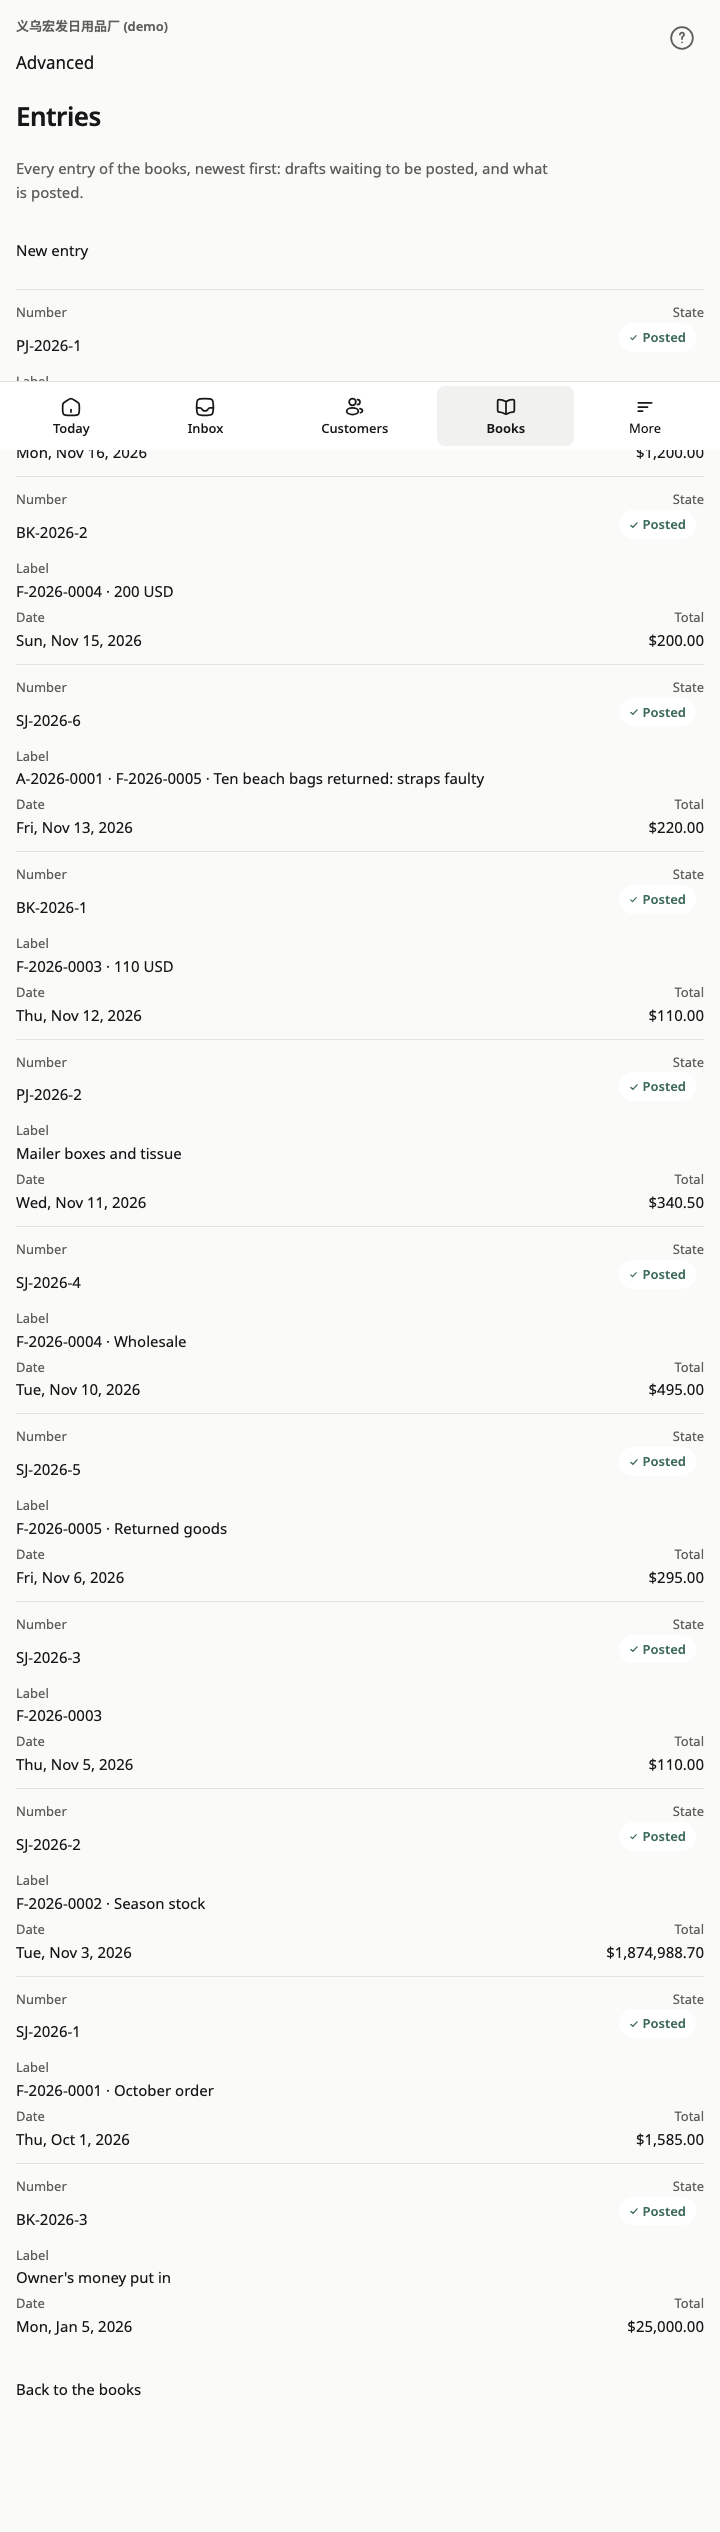 义乌宏发日用品厂 (demo)
Advanced
Entries
Every entry of the books, newest first: drafts waiting to be posted, and what
is posted.
New entry
Number State
PJ-2026-1 Posted
Today Inbox Customers Books More
Mon, Nov 16, 2026 $1,200.00
Number State
BK-2026-2 Posted
Label
F-2026-0004 · 200 USD
Date Total
Sun, Nov 15, 2026 $200.00
Number State
SJ-2026-6 Posted
Label
A-2026-0001 · F-2026-0005 · Ten beach bags returned: straps faulty
Date Total
Fri, Nov 13, 2026 $220.00
Number State
BK-2026-1 Posted
Label
F-2026-0003 · 110 USD
Date Total
Thu, Nov 12, 2026 $110.00
Number State
PJ-2026-2 Posted
Label
Mailer boxes and tissue
Date Total
Wed, Nov 11, 2026 $340.50
Number State
SJ-2026-4 Posted
Label
F-2026-0004 · Wholesale
Date Total
Tue, Nov 10, 2026 $495.00
Number State
SJ-2026-5 Posted
Label
F-2026-0005 · Returned goods
Date Total
Fri, Nov 6, 2026 $295.00
Number State
SJ-2026-3 Posted
Label
F-2026-0003
Date Total
Thu, Nov 5, 2026 $110.00
Number State
SJ-2026-2 Posted
Label
F-2026-0002 · Season stock
Date Total
Tue, Nov 3, 2026 $1,874,988.70
Number State
SJ-2026-1 Posted
Label
F-2026-0001 · October order
Date Total
Thu, Oct 1, 2026 $1,585.00
Number State
BK-2026-3 Posted
Label
Owner's money put in
Date Total
Mon, Jan 5, 2026 $25,000.00
Back to the books